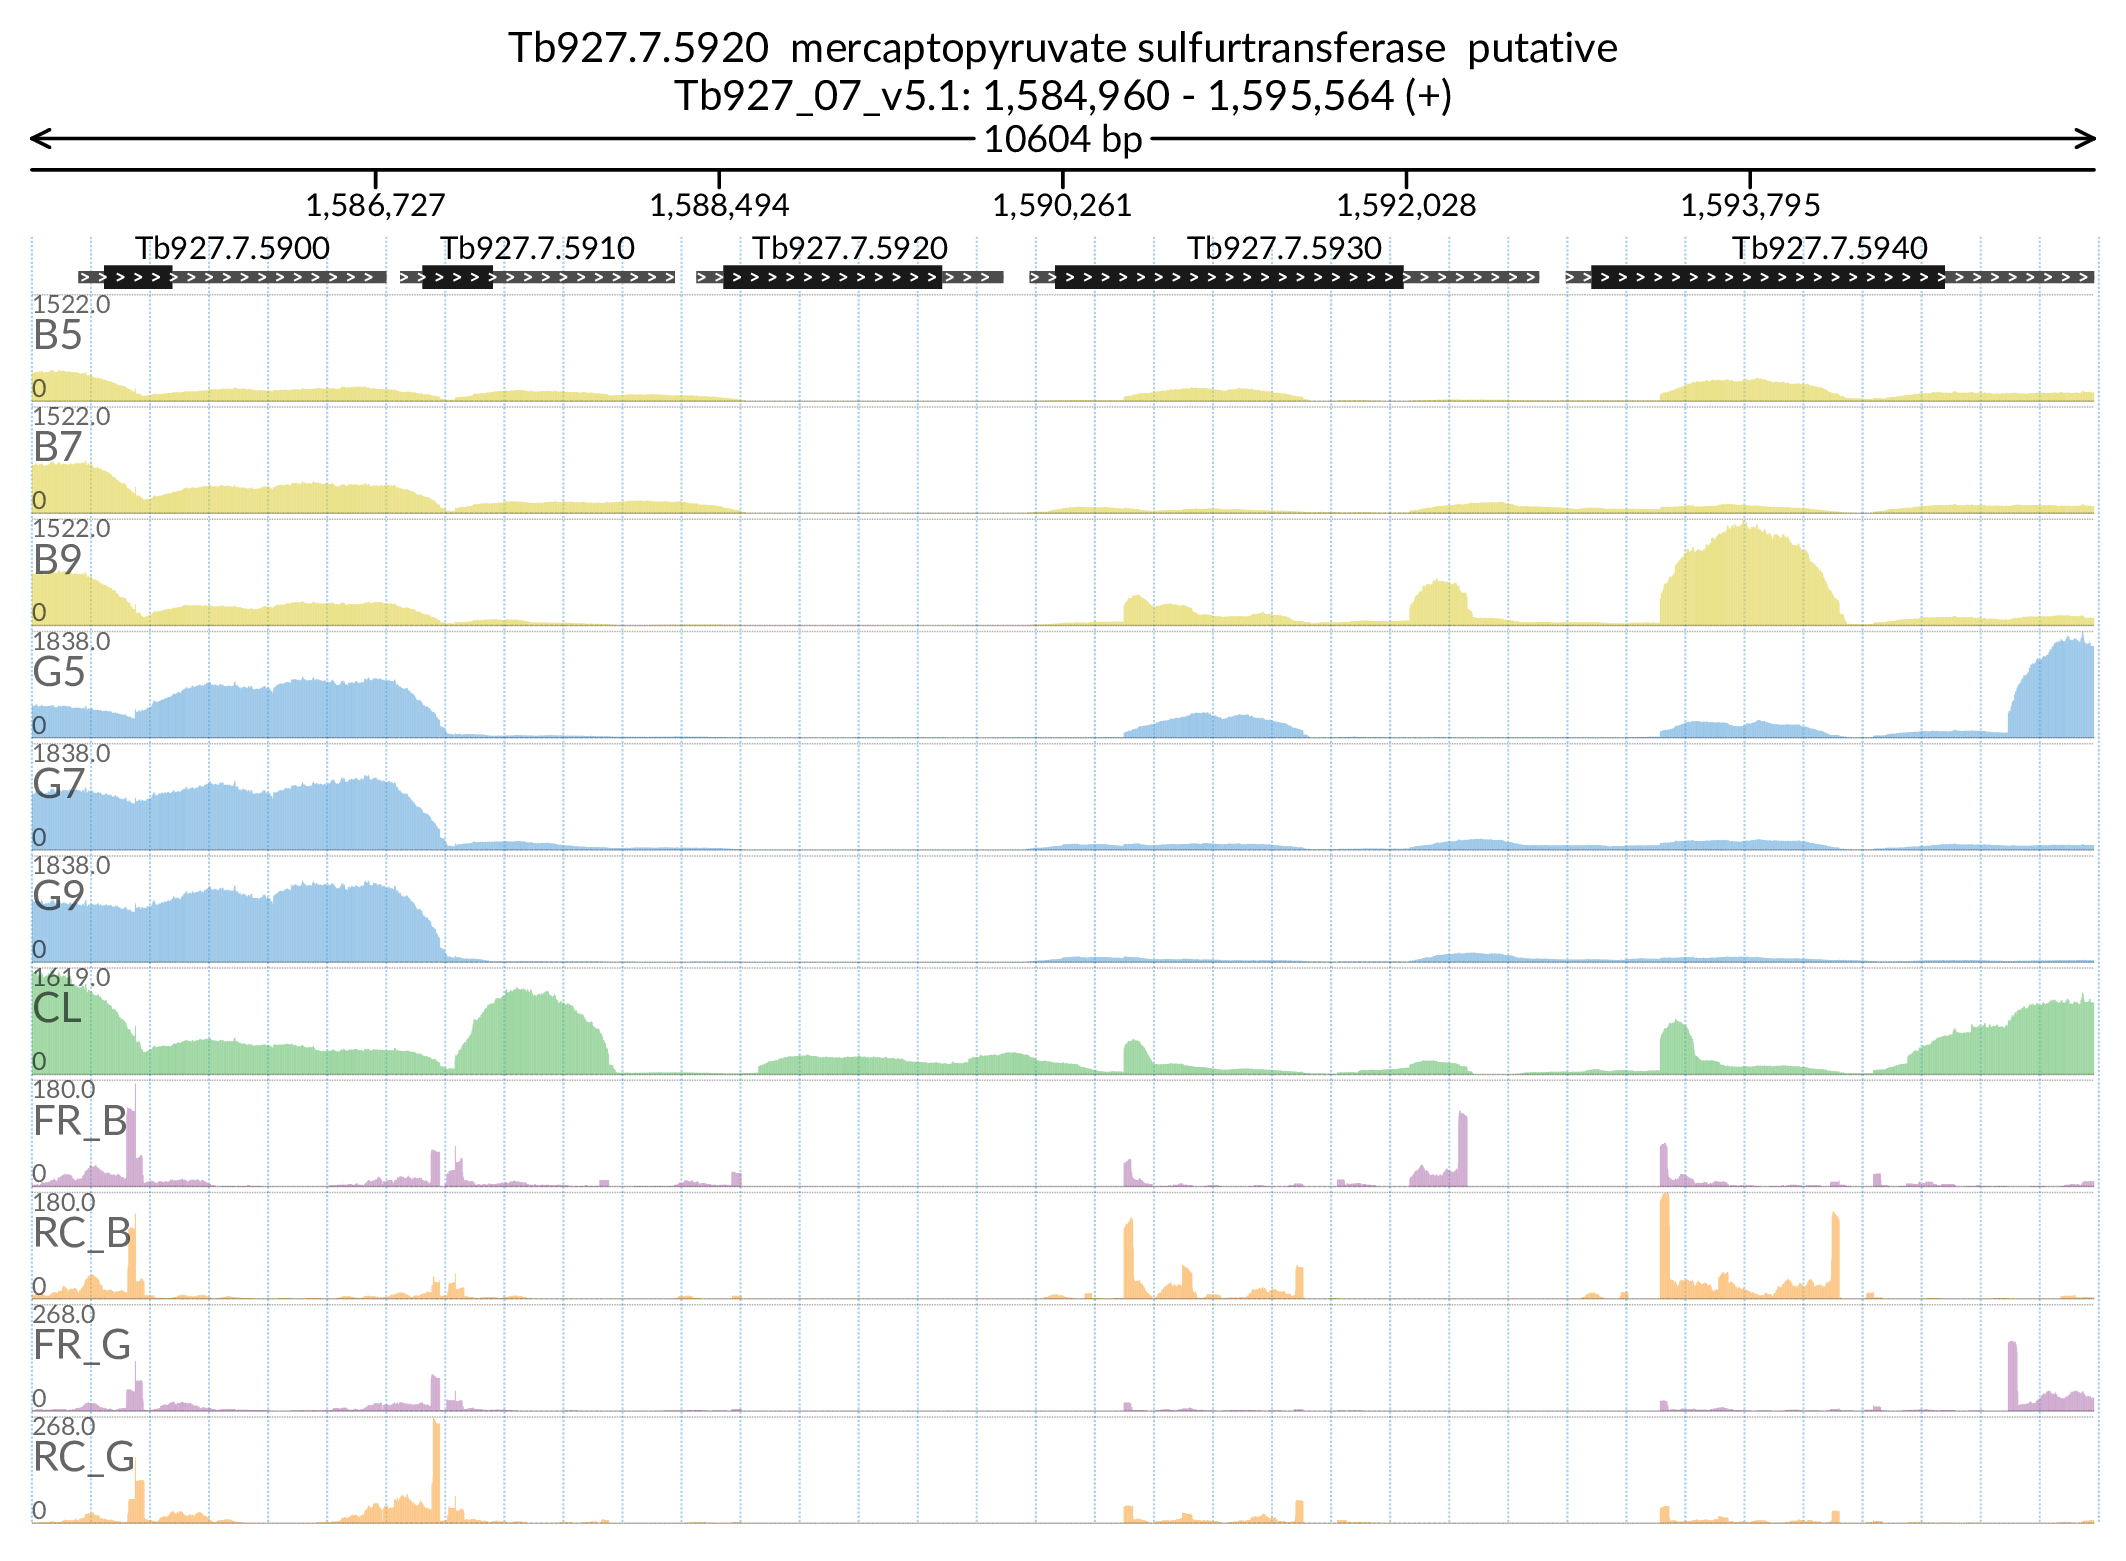 Tb927.7.5920 mercaptopyruvate sulfurtransferase putative
Tb927_07_v5.1: 1,584,960 - 1,595,564 (+)
10604 bp
1,586,727 1,588,494 1,590,261 1,592,028 1,593,795
Tb927.7.5900 Tb927.7.5910 Tb927.7.5920 Tb927.7.5930 Tb927.7.5940
1522.0
B5
0
1522.0
B7
0
1522.0
B9
0
1838.0
G5
0
1838.0
G7
0
1838.0
G9
0
1619.0
CL
0
180.0
FR_B
0
180.0
RC_B
0
268.0
FR_G
0
268.0
RC_G
0